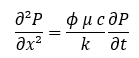 ∂²P/∂x² = (ϕ μ c/k) ∂P/∂t